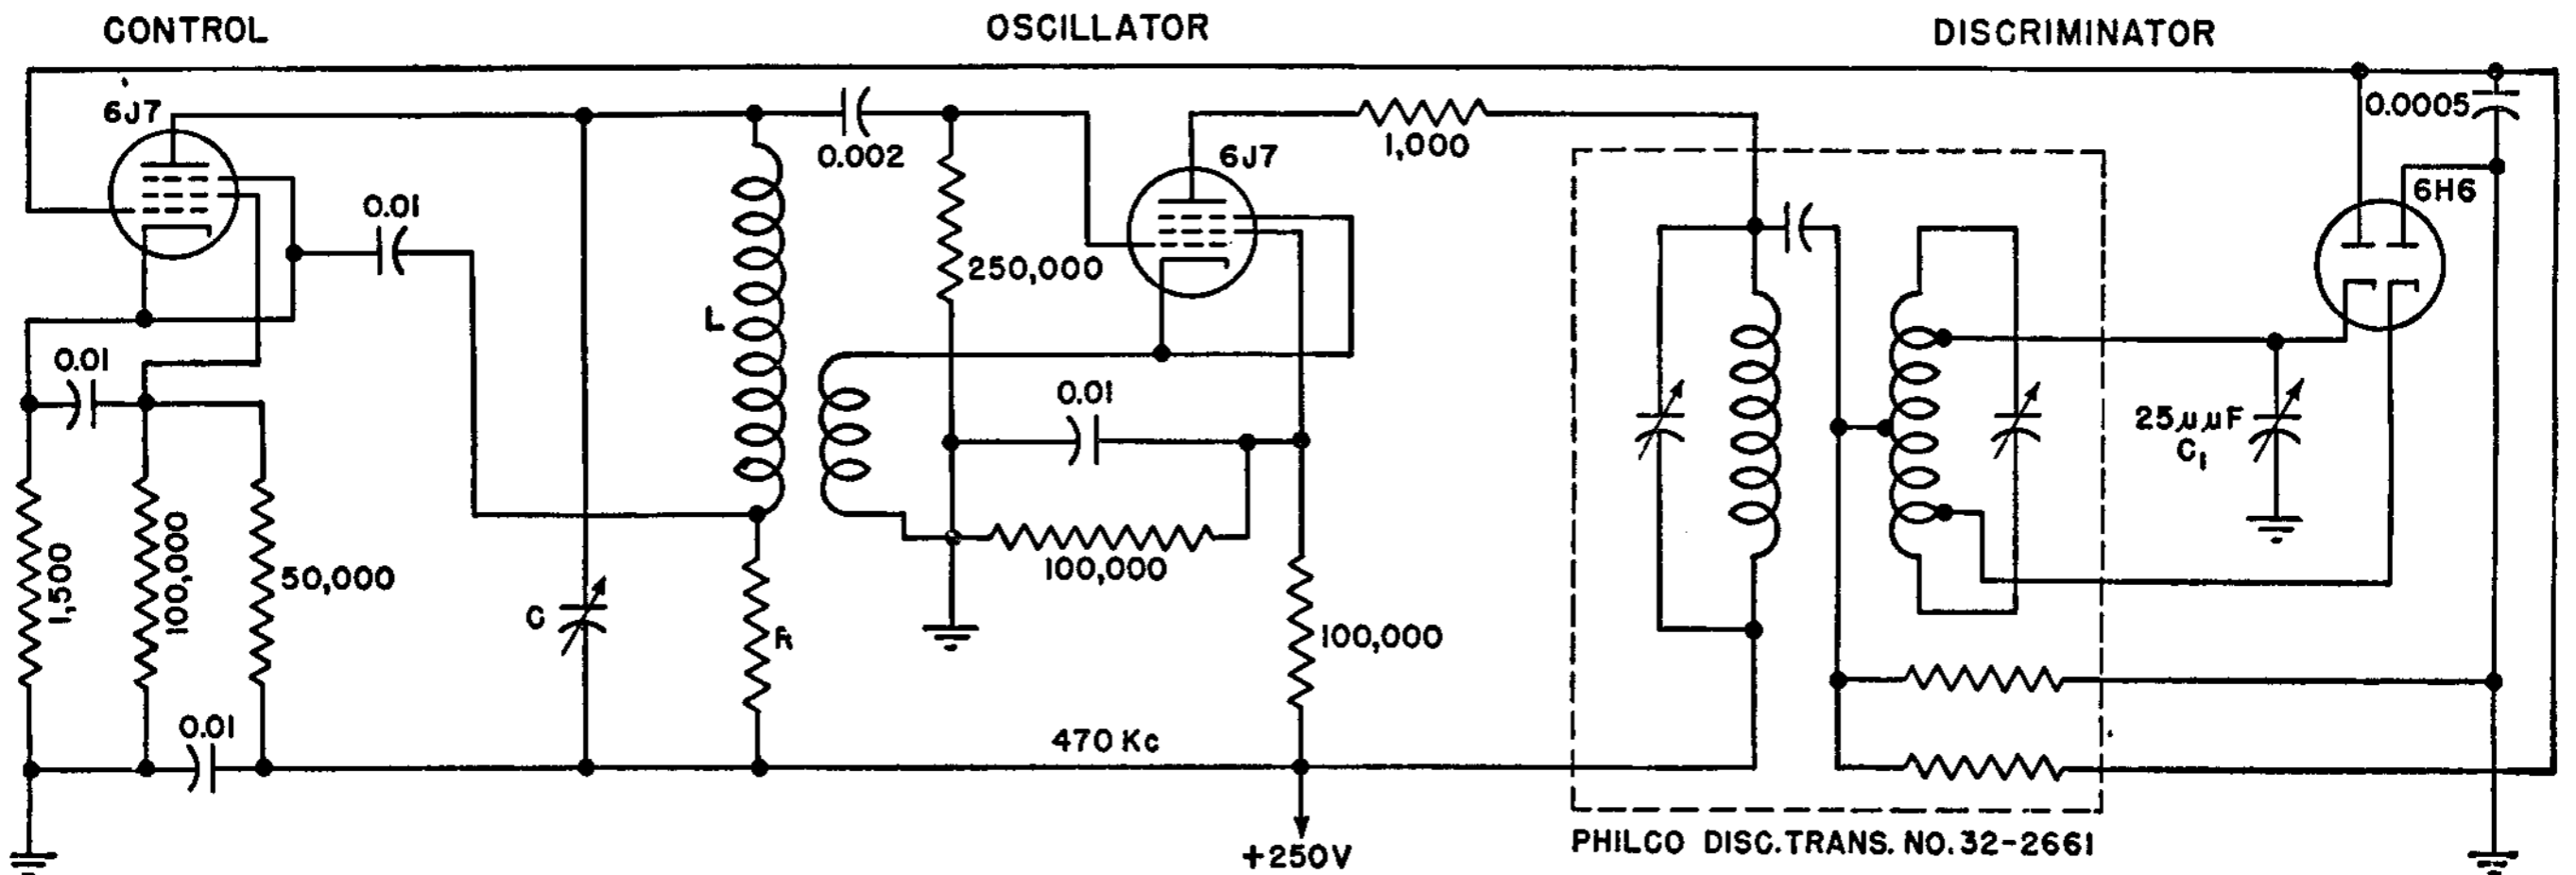 CONTROL
OSCILLATOR
DISCRIMINATOR
6J7
0.002
6J7
1,000
0.0005
6H6
0.01
250,000
L
0.01
0.01
25µµF
C₁
1,500
100,000
50,000
C
R
100,000
100,000
0.01
470 Kc
+250V
PHILCO DISC.TRANS. NO. 32-2661